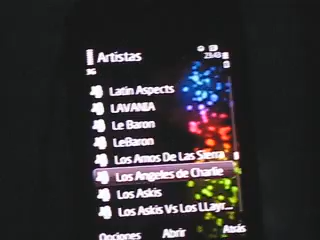 Artistas
3G
23:43
Latin Aspects
LAVANIA
Le Baron
LeBaron
Los Amos De Las Sierra
Los Angeles de Charlie
Los Askis
Los Askis Vs Los LLayr...
Opciones Abrir Atrás